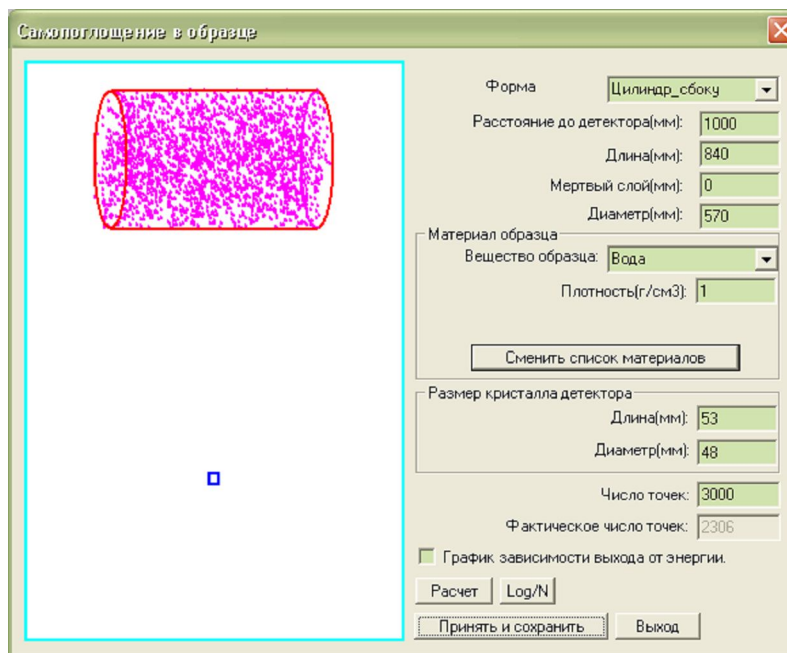 Самопоглощение в образце
Форма Цилиндр_сбоку
Расстояние до детектора(мм): 1000
Длина(мм): 840
Мертвый слой(мм): 0
Диаметр(мм): 570
Материал образца
Вещество образца: Вода
Плотность(г/см3): 1
Сменить список материалов
Размер кристалла детектора
Длина(мм): 53
Диаметр(мм): 48
Число точек: 3000
Фактическое число точек: 2306
График зависимости выхода от энергии.
Расчет Log/N
Принять и сохранить Выход